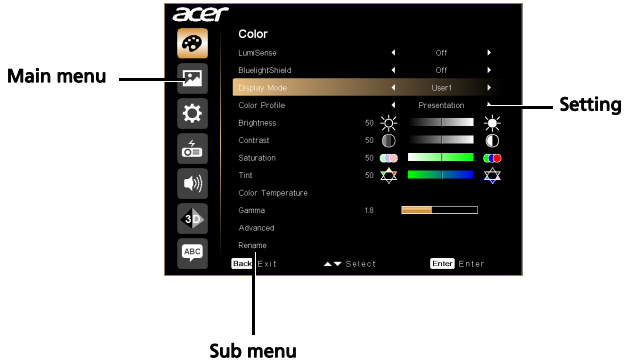 acer
Color
LumiSense Off
BluelightShield Off
Display Mode User1
Main menu
Color Profile Presentation
Setting
Brightness 50
Contrast 50
Saturation 50
Tint 50
Color Temperature
3D
Gamma 1.8
Advanced
ABC
Rename
Back Exit Select Enter Enter
Sub menu